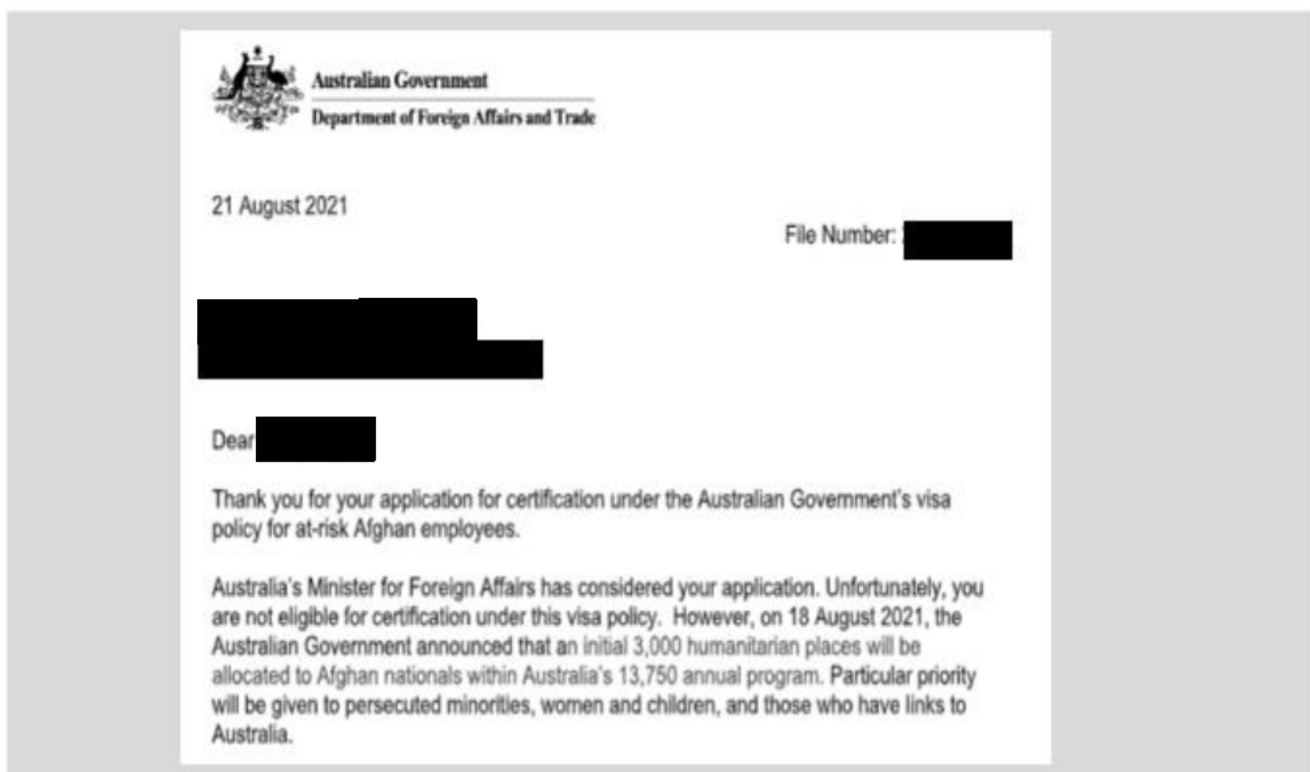 Australian Government
Department of Foreign Affairs and Trade
21 August 2021
File Number:
Dear
Thank you for your application for certification under the Australian Government's visa
policy for at-risk Afghan employees.
Australia's Minister for Foreign Affairs has considered your application. Unfortunately, you
are not eligible for certification under this visa policy. However, on 18 August 2021, the
Australian Government announced that an initial 3,000 humanitarian places will be
allocated to Afghan nationals within Australia's 13,750 annual program. Particular priority
will be given to persecuted minorities, women and children, and those who have links to
Australia.